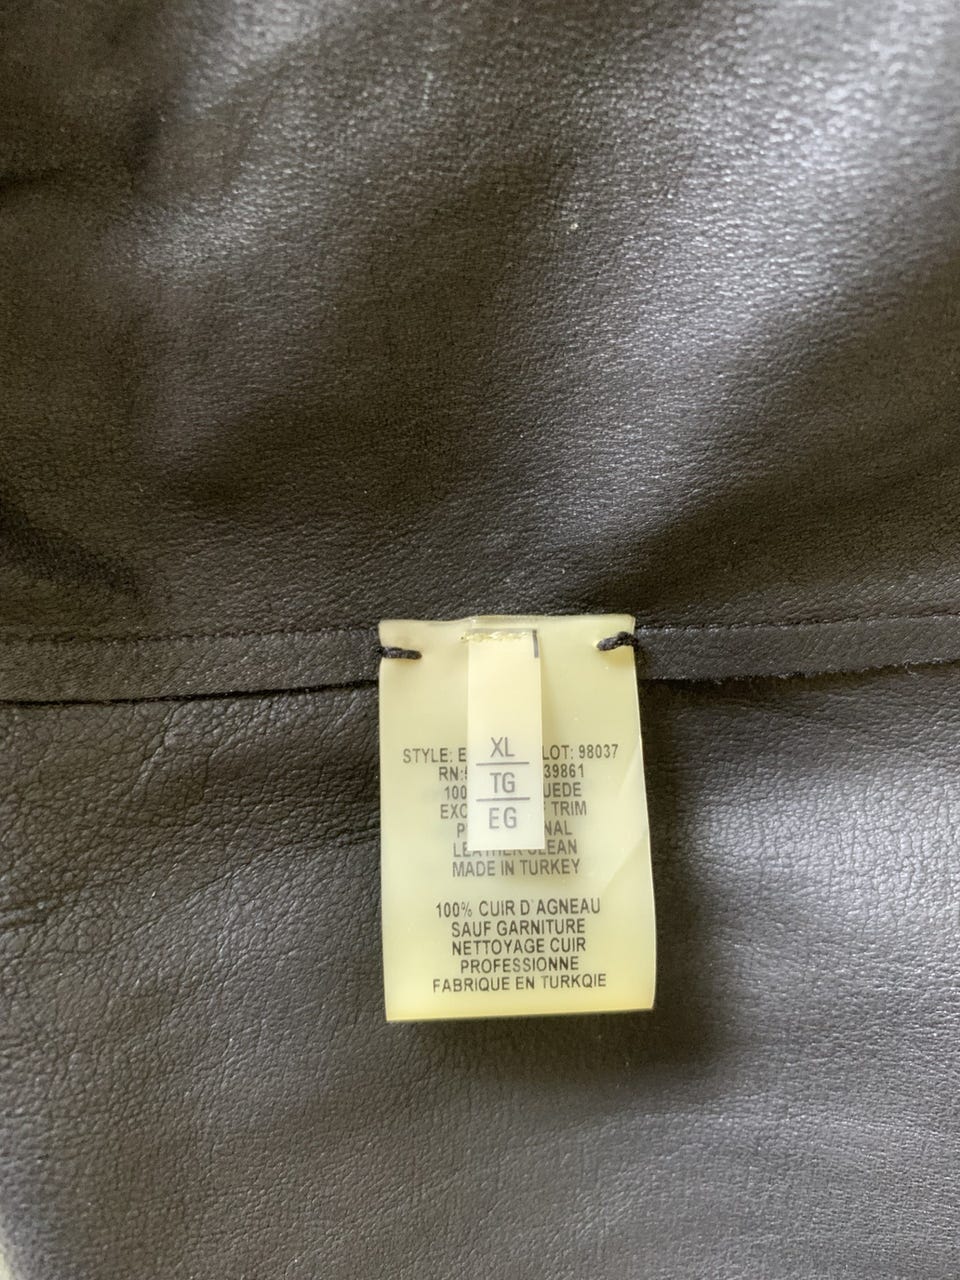 XL
TG
EG
STYLE: E LOT: 98037
RN: 39861
100 UEDE
EXC TRIM
P NAL
LEATHER CLEAN
MADE IN TURKEY
100% CUIR D'AGNEAU
SAUF GARNITURE
NETTOYAGE CUIR
PROFESSIONNE
FABRIQUE EN TURKQIE